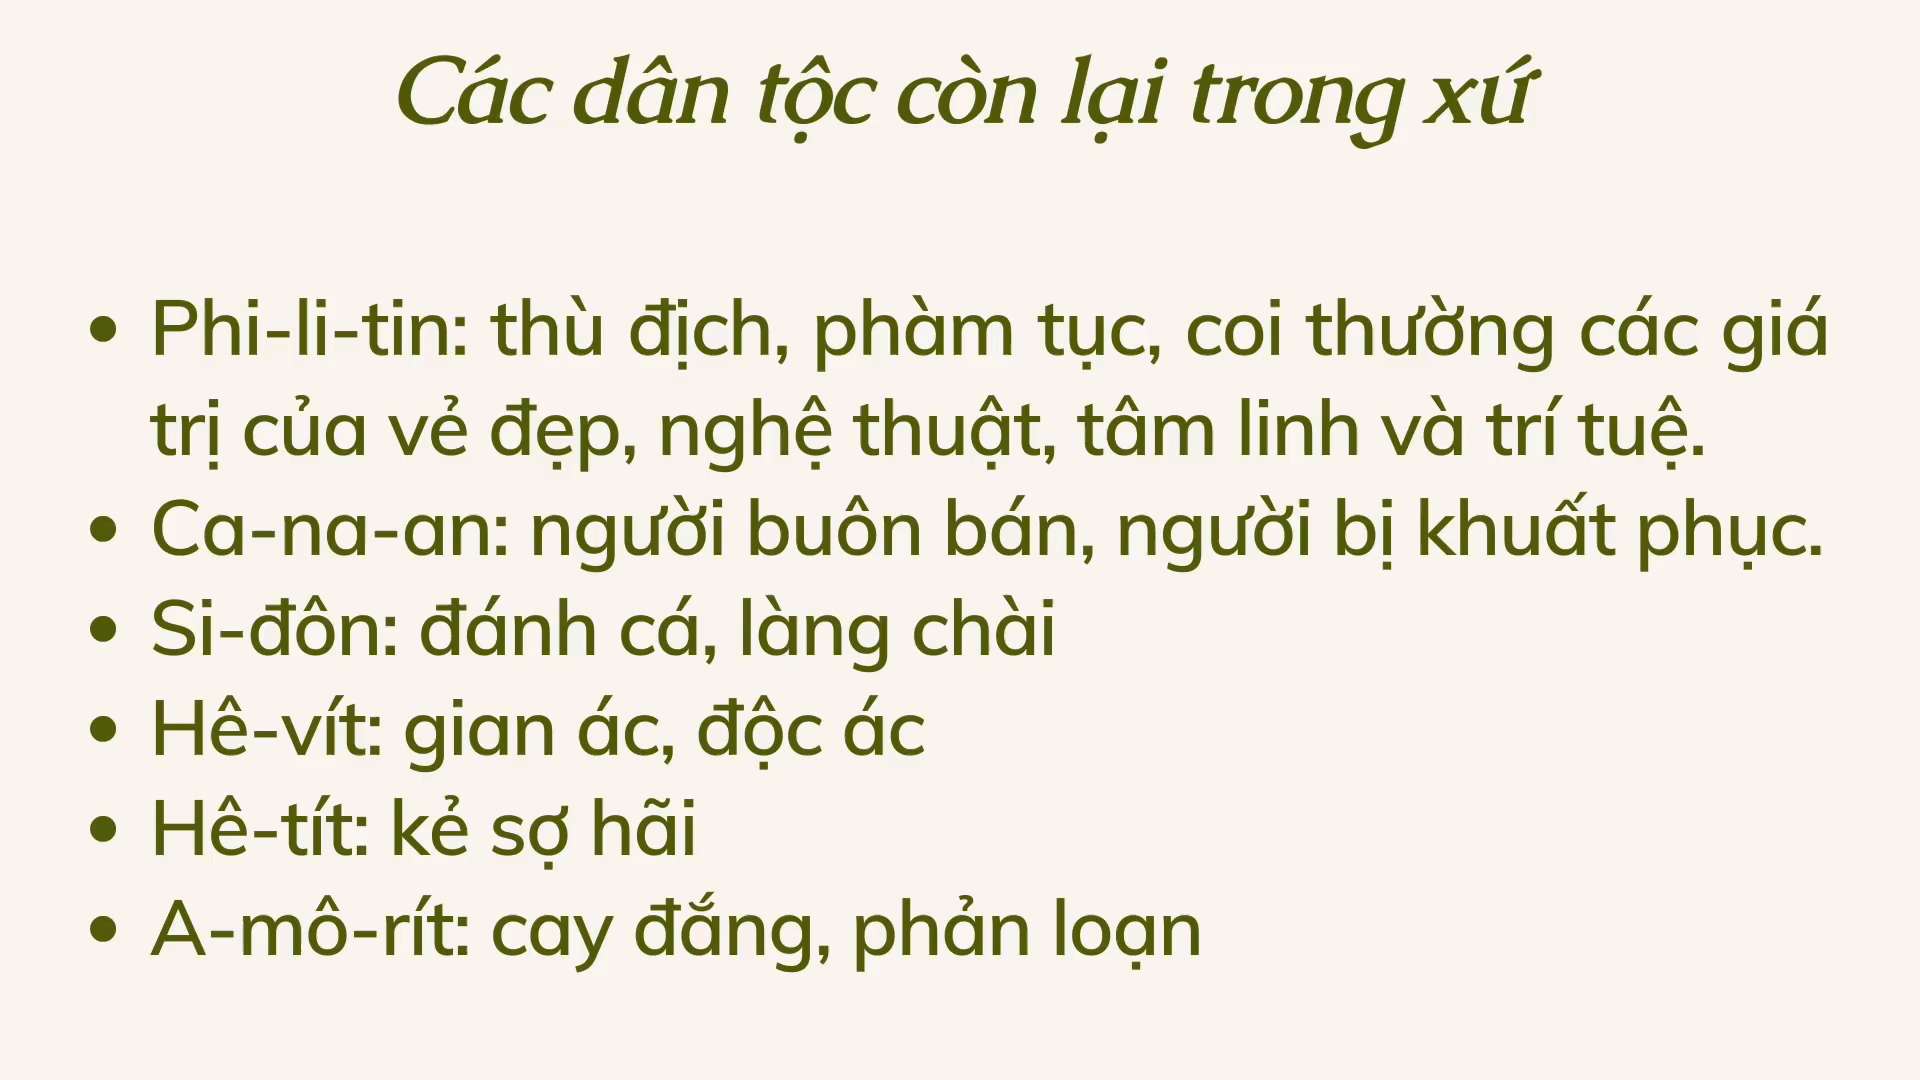 Các dân tộc còn lại trong xứ
• Phi-li-tin: thù địch, phàm tục, coi thường các giá
trị của vẻ đẹp, nghệ thuật, tâm linh và trí tuệ.
• Ca-na-an: người buôn bán, người bị khuất phục.
• Si-đôn: đánh cá, làng chài
• Hê-vít: gian ác, độc ác
• Hê-tít: kẻ sợ hãi
• A-mô-rít: cay đắng, phản loạn